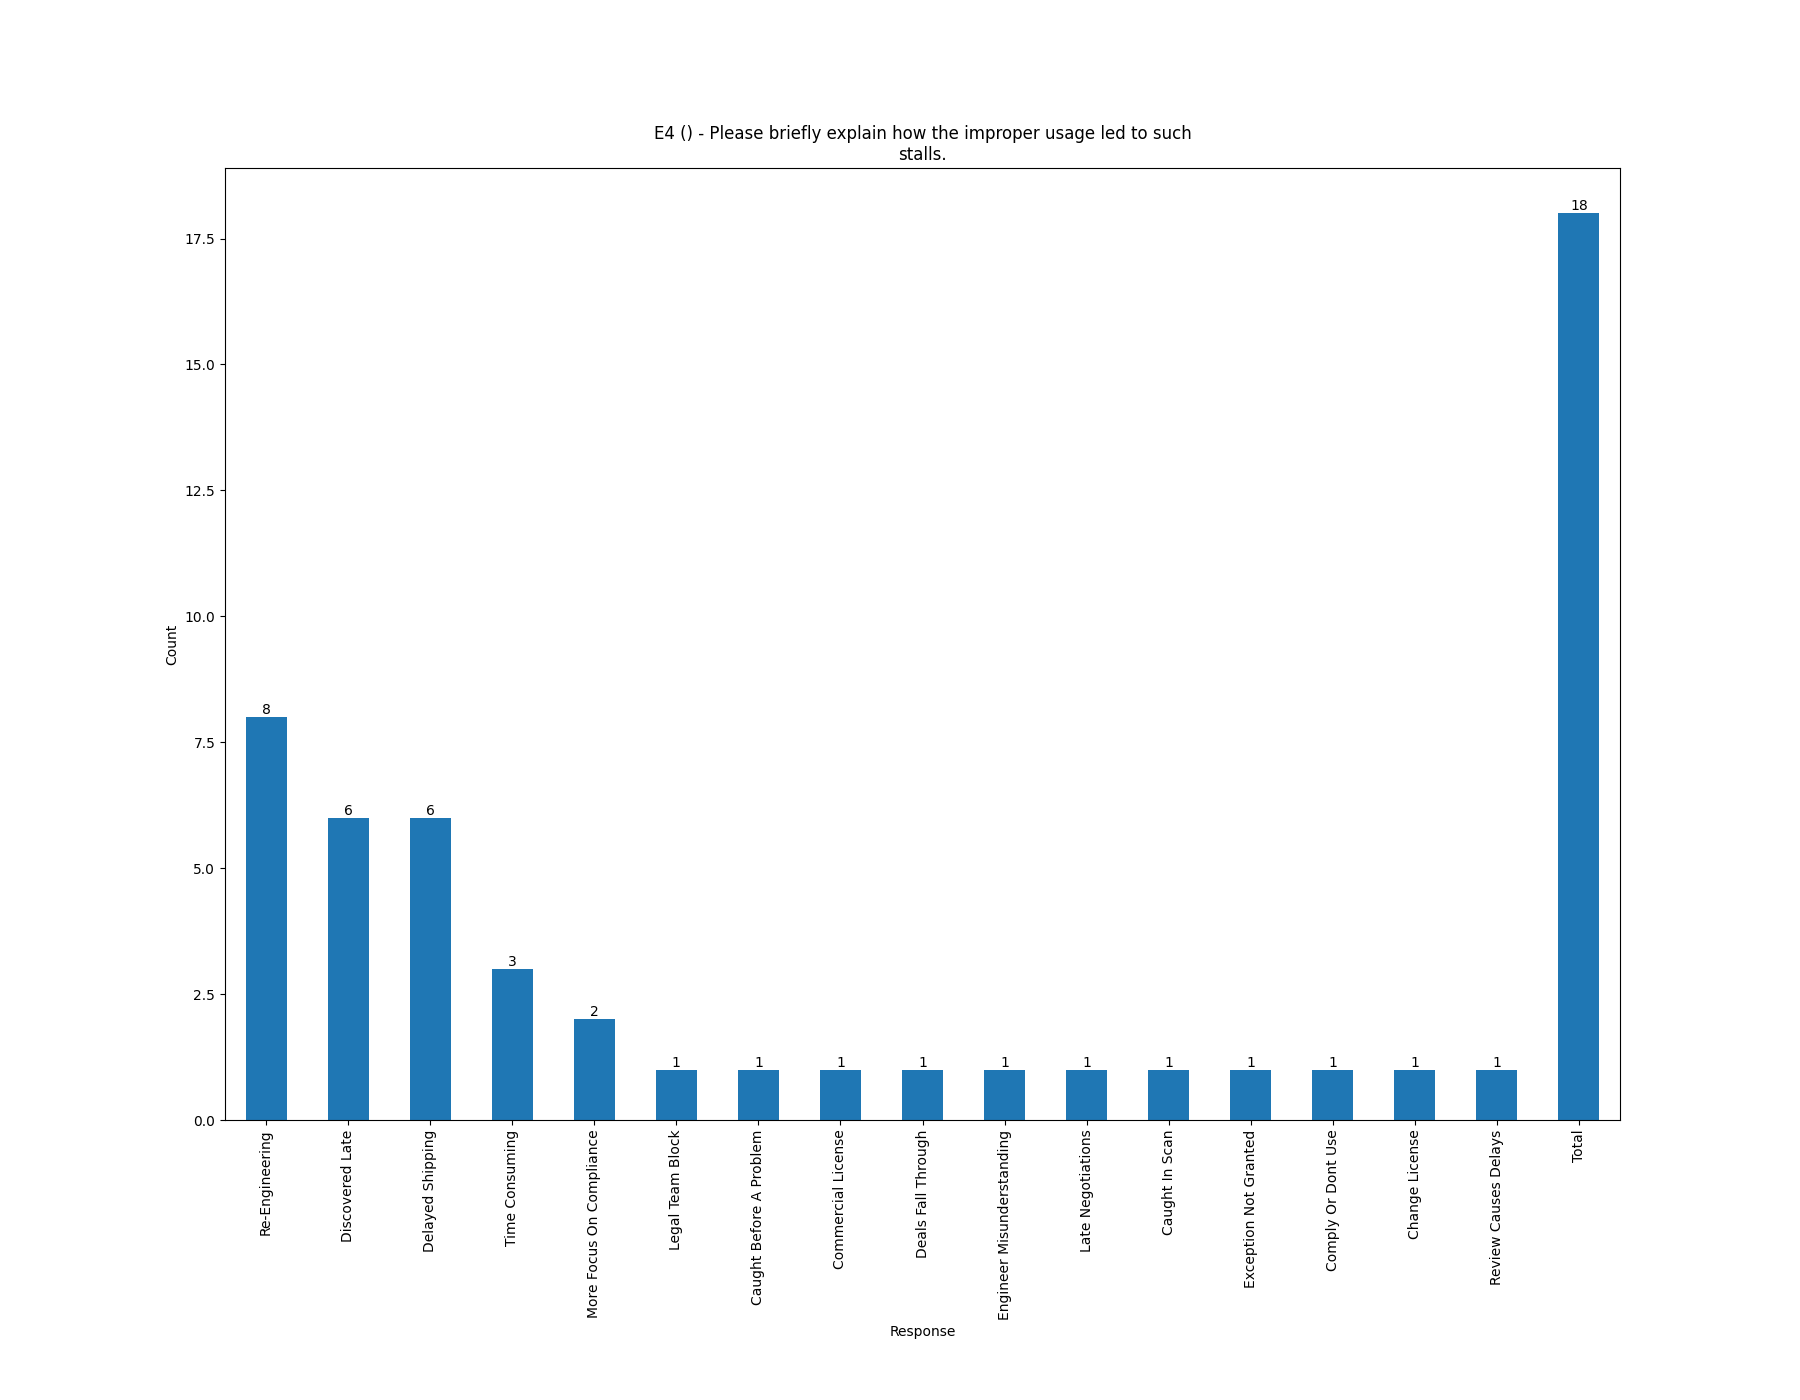 E4 () - Please briefly explain how the improper usage led to such
stalls.
Count
17.5
15.0
12.5
10.0
7.5
5.0
2.5
0.0
8
6
6
3
2
1
1
1
1
1
1
1
1
1
1
1
18
Re-Engineering
Discovered Late
Delayed Shipping
Time Consuming
More Focus On Compliance
Legal Team Block
Caught Before A Problem
Commercial License
Deals Fall Through
Engineer Misunderstanding
Late Negotiations
Caught In Scan
Exception Not Granted
Comply Or Dont Use
Change License
Review Causes Delays
Total
Response